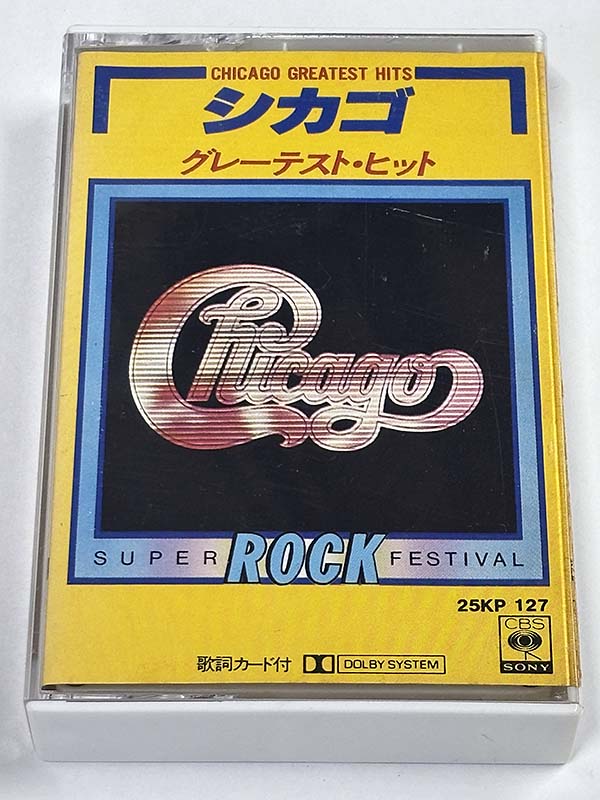 CHICAGO GREATEST HITS
シカゴ
グレーテスト・ヒット
Chicago
SUPER ROCK FESTIVAL
25KP 127
CBS
SONY
歌詞カード付 DOLBY SYSTEM